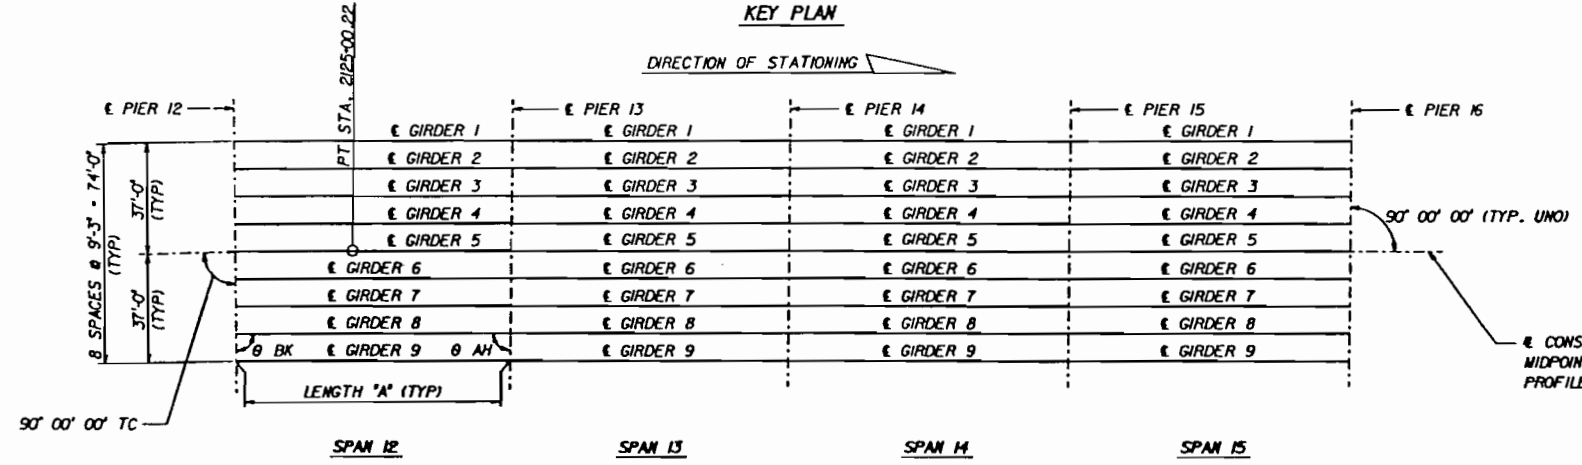 KEY PLAN
DIRECTION OF STATIONING
PT STA. 2125+00.22
℄ PIER 12
℄ PIER 13
℄ PIER 14
℄ PIER 15
℄ PIER 16
℄ GIRDER 1 ℄ GIRDER 1 ℄ GIRDER 1 ℄ GIRDER 1
℄ GIRDER 2 ℄ GIRDER 2 ℄ GIRDER 2 ℄ GIRDER 2
℄ GIRDER 3 ℄ GIRDER 3 ℄ GIRDER 3 ℄ GIRDER 3
℄ GIRDER 4 ℄ GIRDER 4 ℄ GIRDER 4 ℄ GIRDER 4
℄ GIRDER 5 ℄ GIRDER 5 ℄ GIRDER 5 ℄ GIRDER 5
℄ GIRDER 6 ℄ GIRDER 6 ℄ GIRDER 6 ℄ GIRDER 6
℄ GIRDER 7 ℄ GIRDER 7 ℄ GIRDER 7 ℄ GIRDER 7
℄ GIRDER 8 ℄ GIRDER 8 ℄ GIRDER 8 ℄ GIRDER 8
θ BK ℄ GIRDER 9 θ AH ℄ GIRDER 9 ℄ GIRDER 9 ℄ GIRDER 9
8 SPACES @ 9'-3" = 74'-0"
(TYP)
37'-0"
(TYP)
37'-0"
(TYP)
90° 00' 00" (TYP. UNO)
LENGTH "A" (TYP)
90° 00' 00" TC
CONS
MIDPOIN
PROFILE
SPAN 12
SPAN 13
SPAN 14
SPAN 15